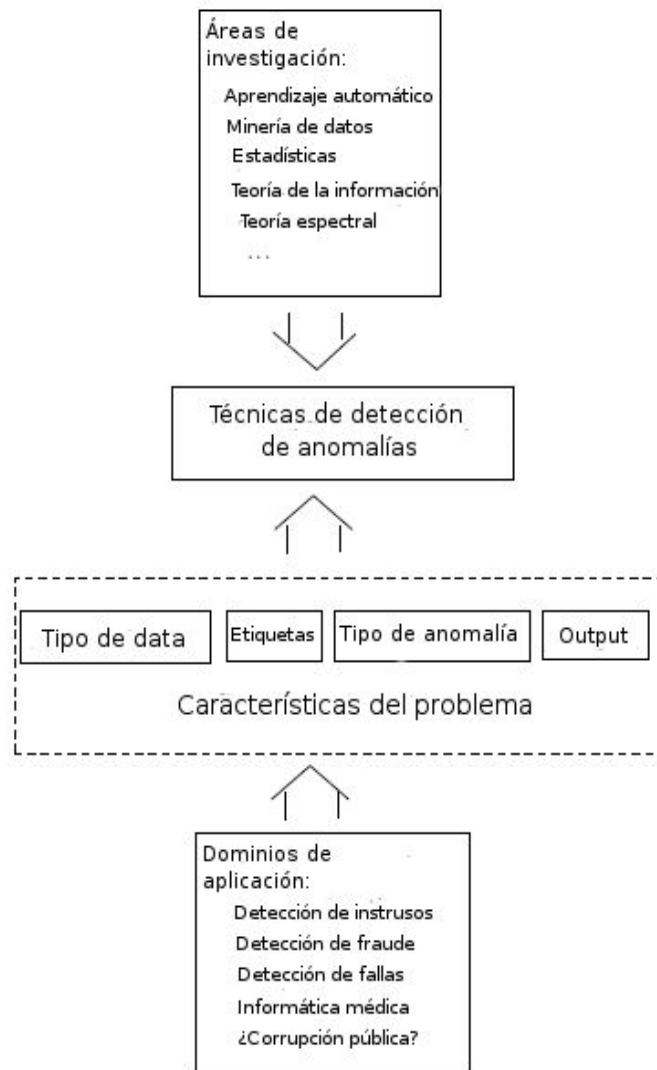 Áreas de
investigación:
Aprendizaje automático
Minería de datos
Estadísticas
Teoría de la información
Teoría espectral
...
Técnicas de detección
de anomalías
Tipo de data
Etiquetas
Tipo de anomalía
Output
Característícas del problema
Dominios de
aplicación:
Detección de instrusos
Detección de fraude
Detección de fallas
Informática médica
¿Corrupción pública?